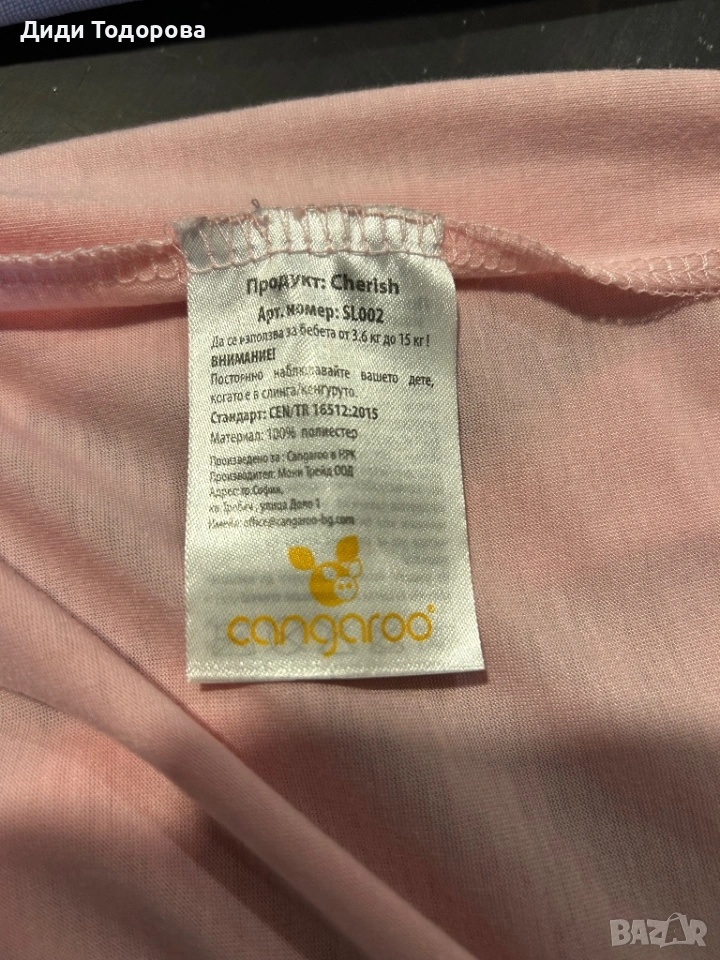 Диди Тодорова
Продукт: Cherish
Арт. номер: SL002
Да се използва за бебета от 3,6 кг до 15 кг !
ВНИМАНИЕ!
Постоянно наблюдавайте вашето дете,
когато е в слинга/кенгуруто.
Стандарт: CEN/TR 16512:2015
Материал: 100% полиестер
Произведено за : Cangaroo в НРК
Производител: Мони Трейд ООД
Адрес: гр.София,
кв. Требич , улица Доло 1
Имейл: office@cangaroo-bg.com
cangaroo®
BAZAR